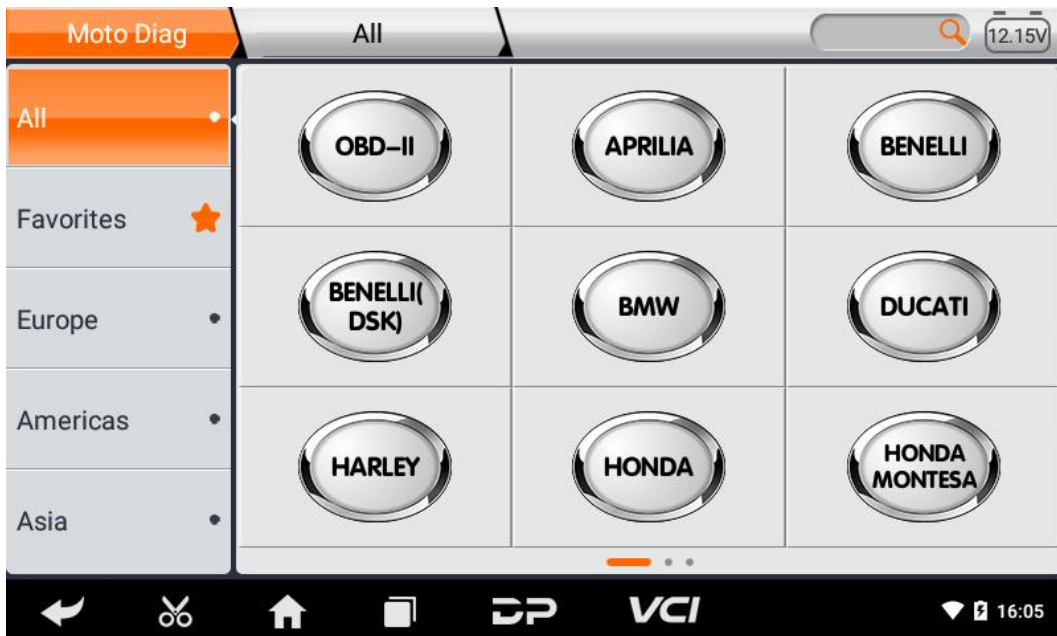 Moto Diag
All
12.15V
All
Favorites
Europe
Americas
Asia
OBD-II
APRILIA
BENELLI
BENELLI(
DSK)
BMW
DUCATI
HARLEY
HONDA
HONDA
MONTESA
DP
VCI
16:05